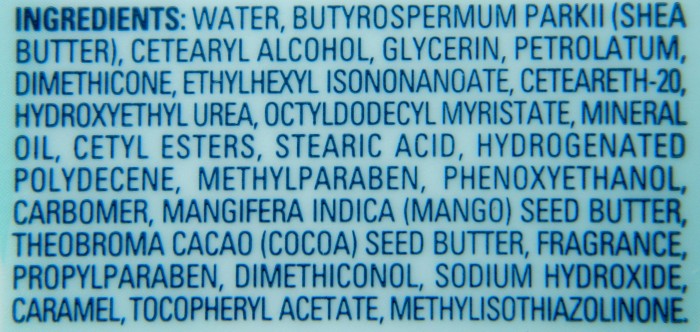 INGREDIENTS: WATER, BUTYROSPERMUM PARKII (SHEA
BUTTER), CETEARYL ALCOHOL, GLYCERIN, PETROLATUM,
DIMETHICONE, ETHYLHEXYL ISONONANOATE, CETEARETH-20,
HYDROXYETHYL UREA, OCTYLDODECYL MYRISTATE, MINERAL
OIL, CETYL ESTERS, STEARIC ACID, HYDROGENATED
POLYDECENE, METHYLPARABEN, PHENOXYETHANOL,
CARBOMER, MANGIFERA INDICA (MANGO) SEED BUTTER,
THEOBROMA CACAO (COCOA) SEED BUTTER, FRAGRANCE,
PROPYLPARABEN, DIMETHICONOL, SODIUM HYDROXIDE,
CARAMEL, TOCOPHERYL ACETATE, METHYLISOTHIAZOLINONE.